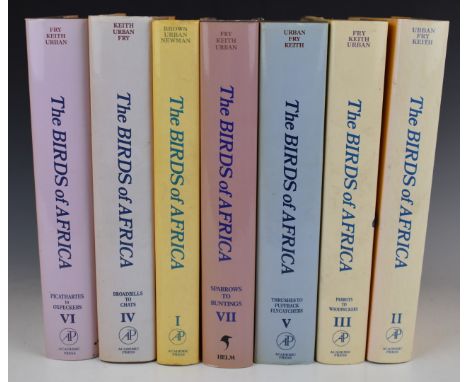 FRY
KEITH
URBAN
The BIRDS of AFRICA
PICATHARTES
TO OXPECKERS
VI
AP
ACADEMIC
PRESS
KEITH
URBAN
FRY
The BIRDS of AFRICA
BROADBILLS
TO
CHATS
IV
AP
ACADEMIC
PRESS
BROWN
URBAN
NEWMAN
The BIRDS of AFRICA
I
AP
ACADEMIC
PRESS
FRY
KEITH
URBAN
The BIRDS of AFRICA
SPARROWS
TO
BUNTINGS
VII
HELM
URBAN
FRY
KEITH
The BIRDS of AFRICA
THRUSHES TO
PUFFBACK
FLYCATCHERS
V
AP
ACADEMIC
PRESS
FRY
KEITH
URBAN
The BIRDS of AFRICA
PARROTS
TO
WOODPECKERS
III
AP
ACADEMIC
PRESS
URBAN
FRY
KEITH
The BIRDS of AFRICA
II
AP
ACADEMIC
PRESS